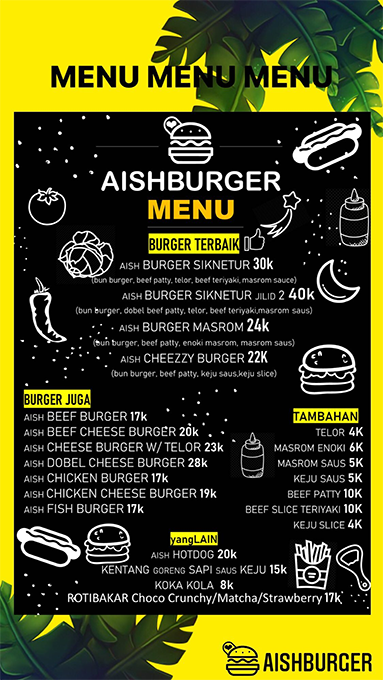 MENU MENU MENU
AISHBURGER
MENU
BURGER TERBAIK
AISH BURGER SIKNETUR 30k
(bun burger, beef patty, telor, beef teriyaki, masrom sauce)
AISH BURGER SIKNETUR JILID 2 40k
(bun burger, dobel beef patty, telor, beef teriyaki,masrom saus)
AISH BURGER MASROM 24k
(bun burger, beef patty, enoki masrom, masrom saus)
AISH CHEEZZY BURGER 22K
(bun burger, beef patty, keju saus,keju slice)
BURGER JUGA
AISH BEEF BURGER 17k
AISH BEEF CHEESE BURGER 20k
AISH CHEESE BURGER W/ TELOR 23k
AISH DOBEL CHEESE BURGER 28k
AISH CHICKEN BURGER 17k
AISH CHICKEN CHEESE BURGER 19k
AISH FISH BURGER 17k
TAMBAHAN
TELOR 4K
MASROM ENOKI 6K
MASROM SAUS 5K
KEJU SAUS 5K
BEEF PATTY 10K
BEEF SLICE TERIYAKI 10K
KEJU SLICE 4K
yangLAIN
AISH HOTDOG 20k
KENTANG GORENG SAPI SAUS KEJU 15k
KOKA KOLA 8k
ROTIBAKAR Choco Crunchy/Matcha/Strawberry 17k
AISHBURGER